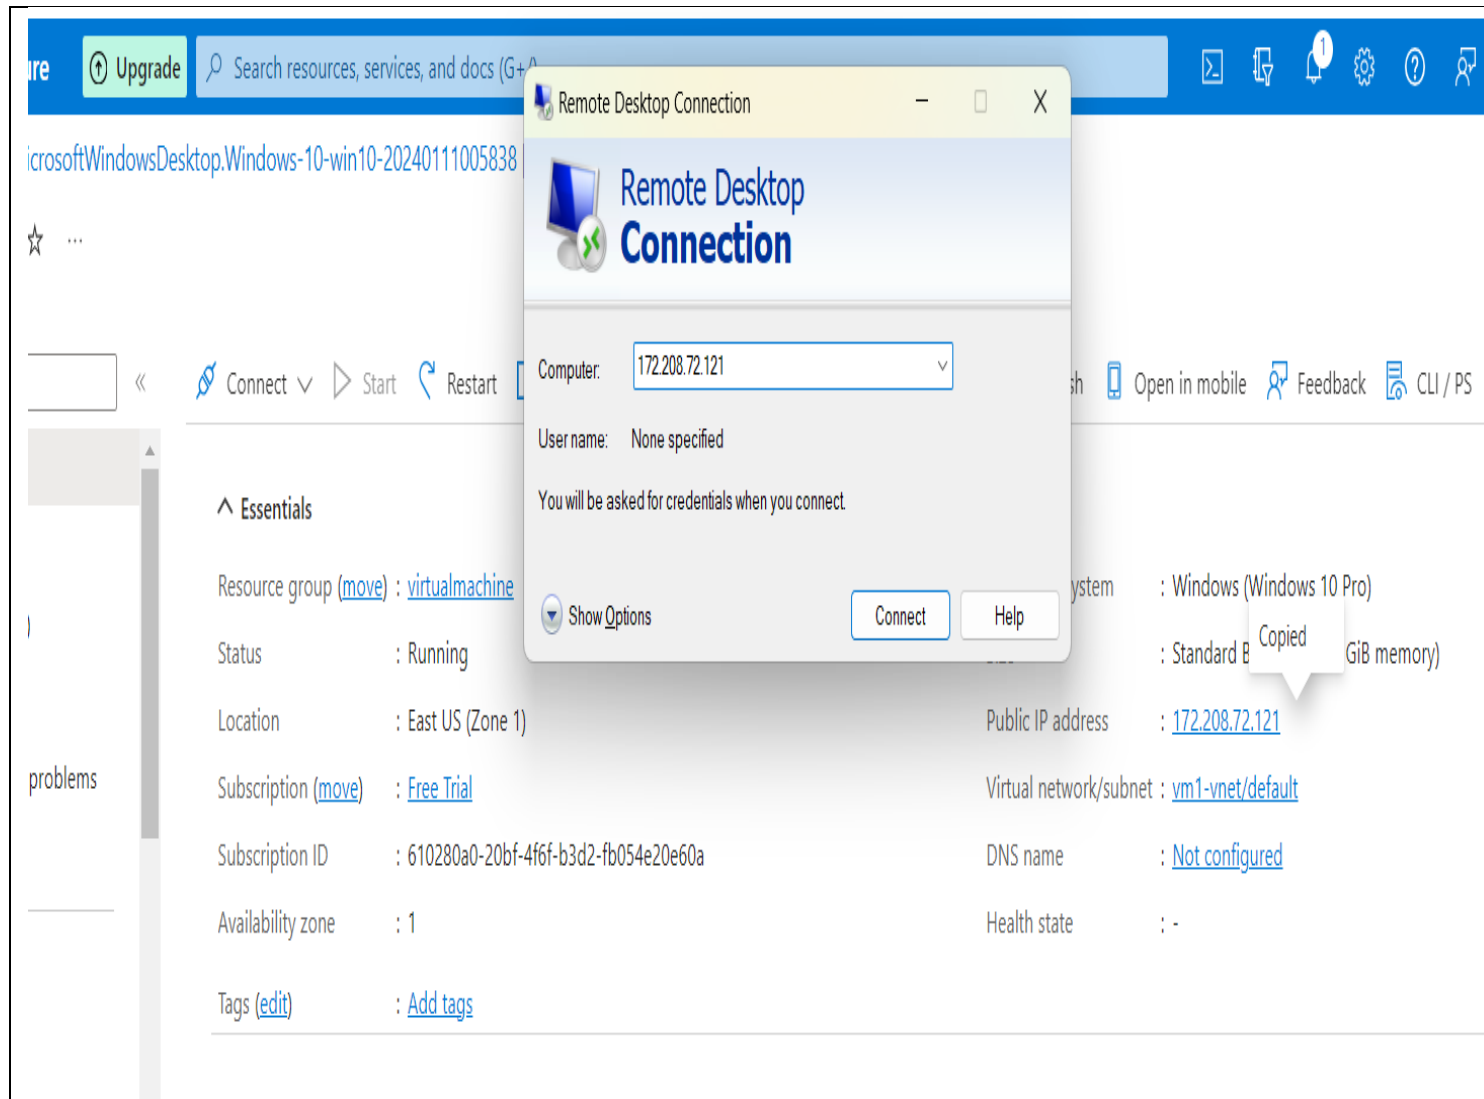 Upgrade
Search resources, services, and docs (G+
1
Remote Desktop Connection
icrosoftWindowsDesktop.Windows-10-win10-20240111005838
Remote Desktop
Connection
Computer:
172.208.72.121
User name: None specified
You will be asked for credentials when you connect.
Show Options
Connect
Help
Connect
Start
Restart
Open in mobile
Feedback
CLI / PS
Essentials
Resource group (move) : virtualmachine
Status : Running
Location : East US (Zone 1)
Subscription (move) : Free Trial
Subscription ID : 610280a0-20bf-4f6f-b3d2-fb054e20e60a
Availability zone : 1
Tags (edit) : Add tags
ystem : Windows (Windows 10 Pro)
Copied
: Standard B GiB memory)
Public IP address : 172.208.72.121
Virtual network/subnet : vm1-vnet/default
DNS name : Not configured
Health state : -
problems